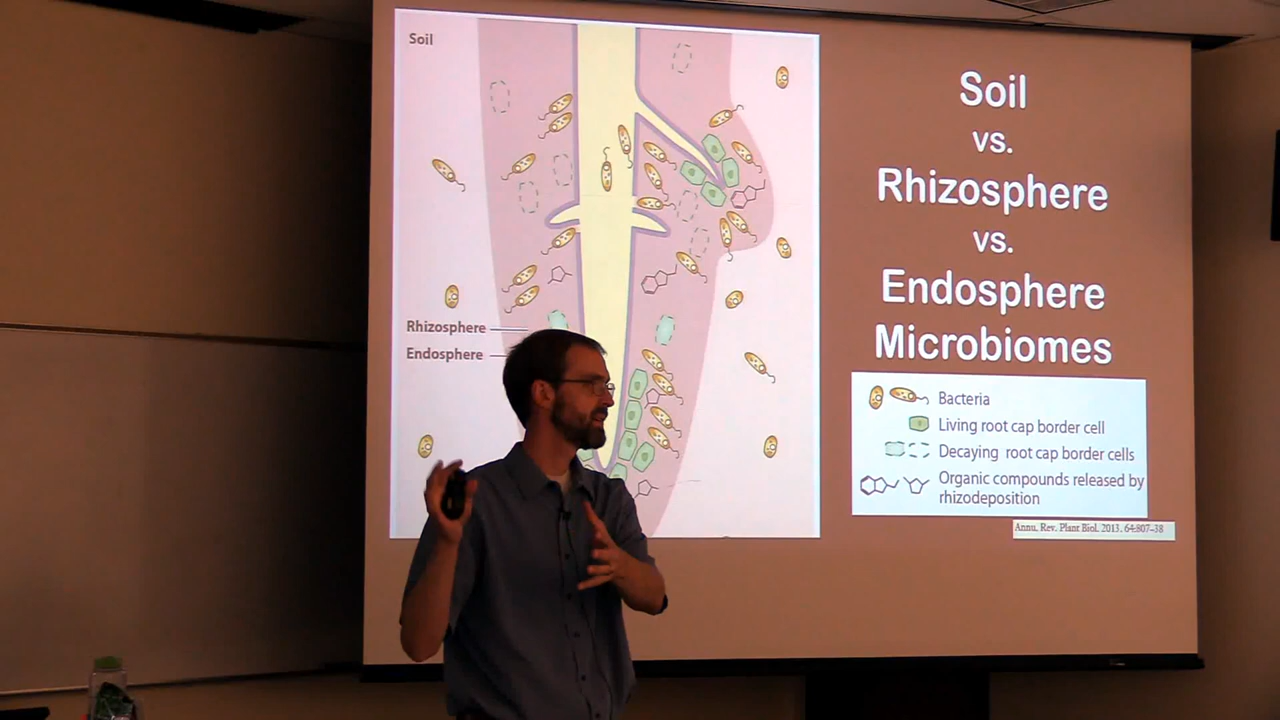 Soil
Rhizosphere
Endosphere
Soil
vs.
Rhizosphere
vs.
Endosphere
Microbiomes
Bacteria
Living root cap border cell
Decaying root cap border cells
Organic compounds released by
rhizodeposition
Annu. Rev. Plant Biol. 2013. 64:807–38